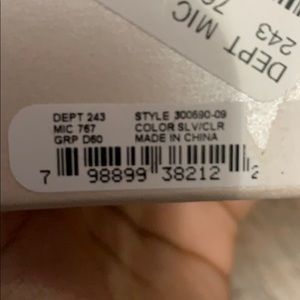 DEPT MIC
243
DEPT 243 STYLE 300690-09
MIC 767 COLOR SLV/CLR
GRP D60 MADE IN CHINA
7 98899 38212 2